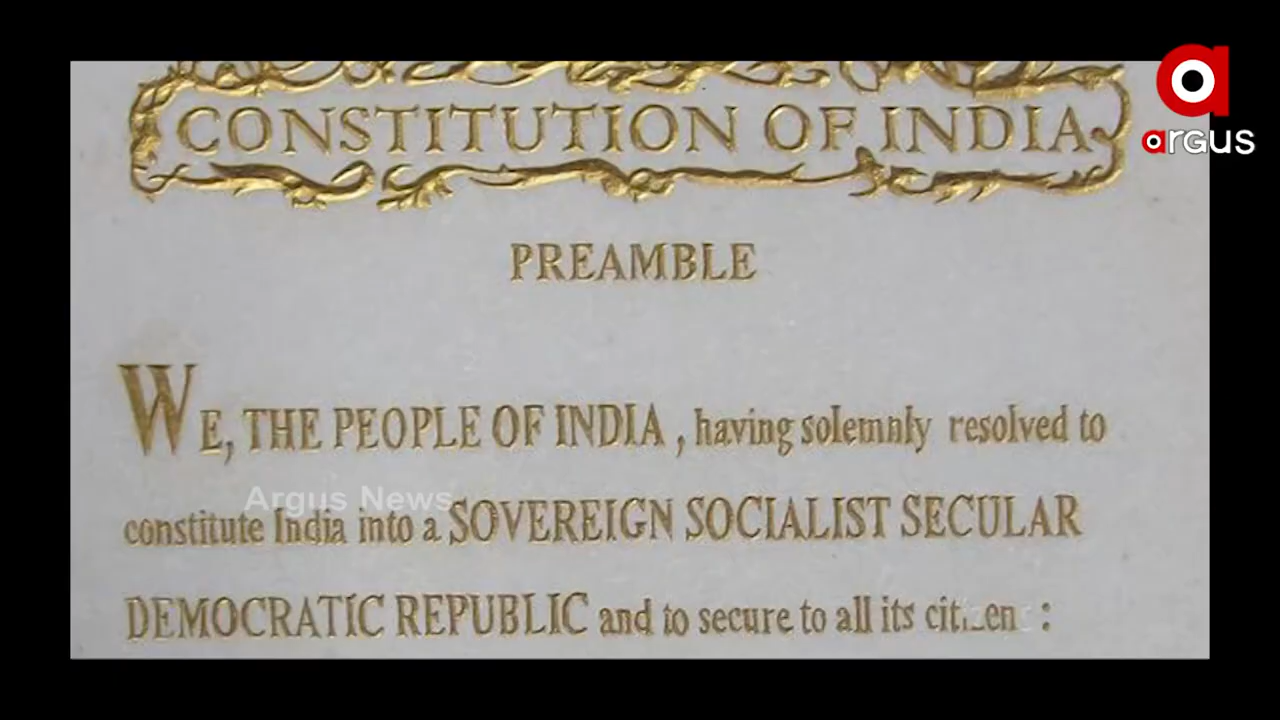 argus
CONSTITUTION OF INDIA
PREAMBLE
WE, THE PEOPLE OF INDIA, having solemnly resolved to
Argus News
constitute India into a SOVEREIGN SOCIALIST SECULAR
DEMOCRATIC REPUBLIC and to secure to all its :